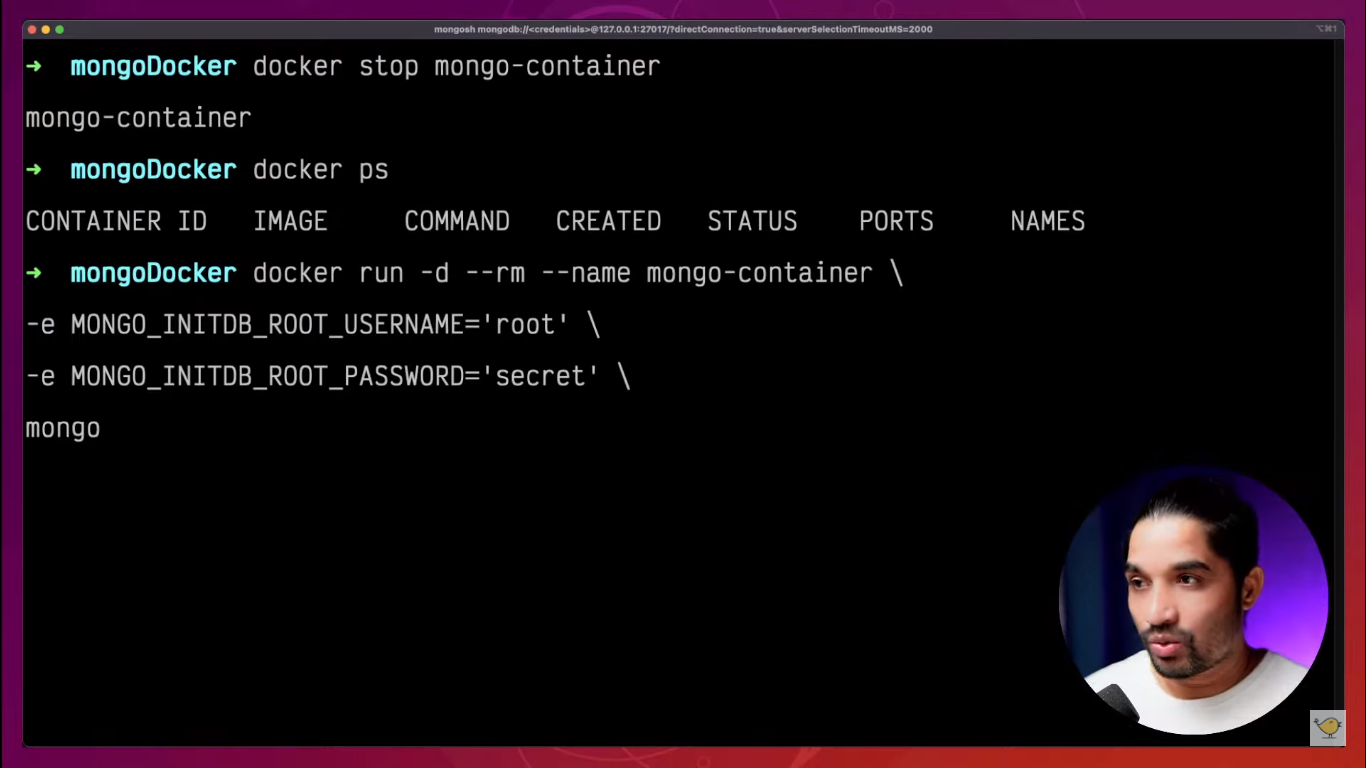 mongosh mongodb://<credentials>@127.0.0.1:27017/?directConnection=true&serverSelectionTimeoutMS=2000
⌥⌘1
➜ mongoDocker docker stop mongo-container
mongo-container
➜ mongoDocker docker ps
CONTAINER ID IMAGE COMMAND CREATED STATUS PORTS NAMES
➜ mongoDocker docker run -d --rm --name mongo-container \
-e MONGO_INITDB_ROOT_USERNAME='root' \
-e MONGO_INITDB_ROOT_PASSWORD='secret' \
mongo